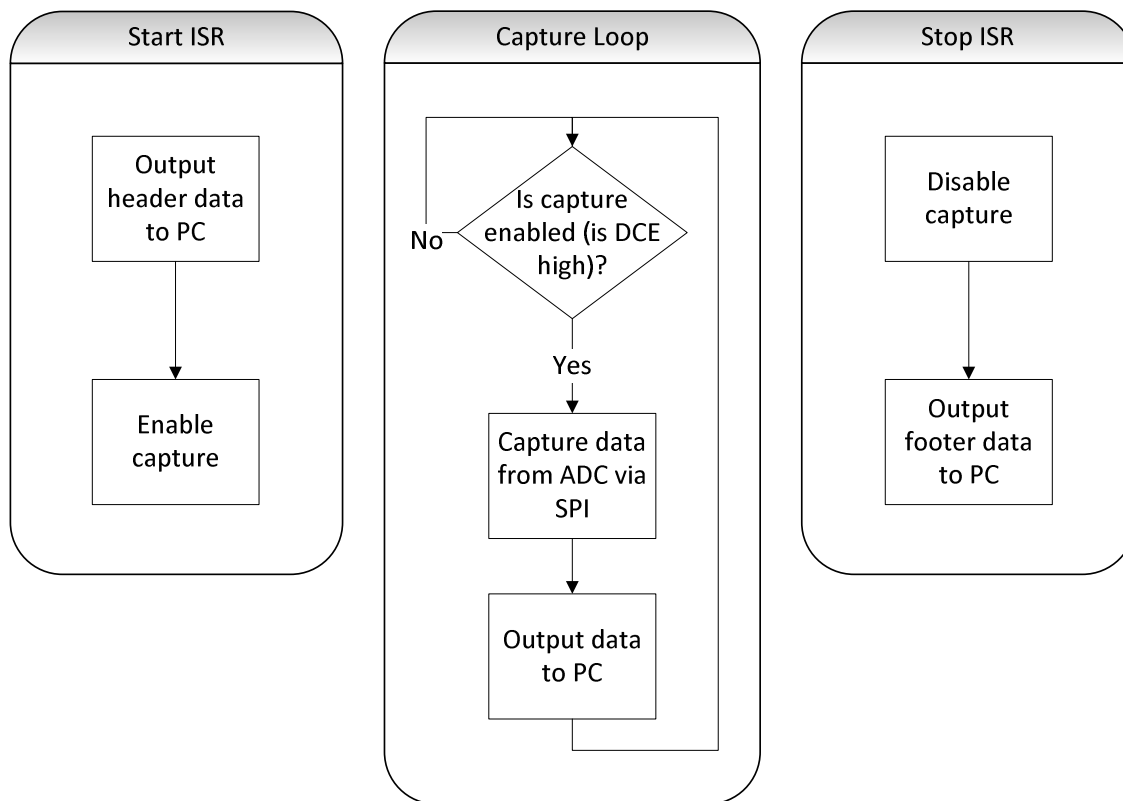 Start ISR
Output
header data
to PC
Enable
capture
Capture Loop
Is capture
enabled (is DCE
high)?
No
Yes
Capture data
from ADC via
SPI
Output data
to PC
Stop ISR
Disable
capture
Output
footer data
to PC